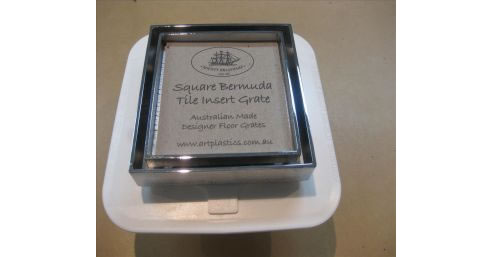 Square Bermuda
Tile Insert Grate
Australian Made
Designer Floor Grates
www.artplastics.com.au